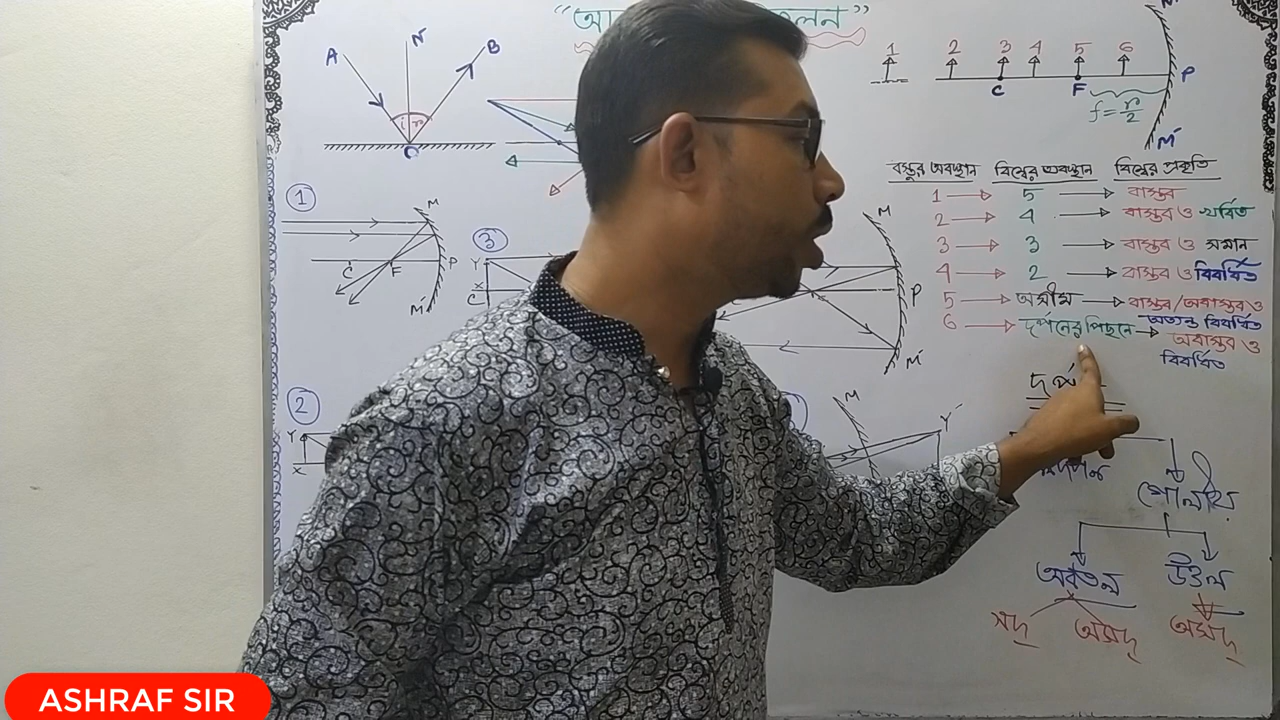 "আ তলন"
A N B
i r
O
1 2 3 4 5 6
C F P
M'
f = r/2
বস্তুর অবস্থান বিম্বের অবস্থান বিম্বের প্রকৃতি
1 → 5 → বাস্তব
2 → 4 → বাস্তব ও খর্বিত
3 → 3 → বাস্তব ও সমান
4 → 2 → বাস্তব ও বিবর্ধিত
5 → অসীম → বাস্তব/অবাস্তব ও অত্যন্ত বিবর্ধিত
6 → দর্পনের পিছনে → অবাস্তব ও বিবর্ধিত
1
M
C F P
M'
3
Y
X
C
M
P
M'
2
Y
X
M
Y'
গোলীয়
অবতল উত্তল
সদ্ অসদ্ অসদ্
ASHRAF SIR